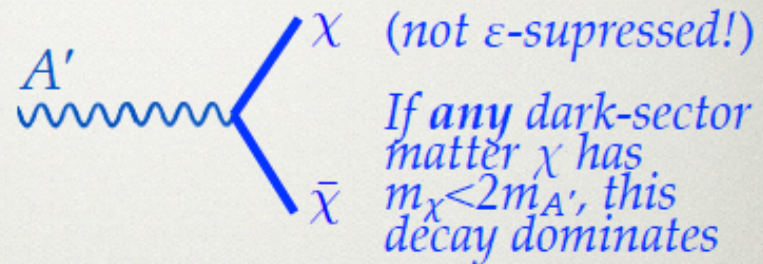 A′
χ (not ε-supressed!)
χ̄
If any dark-sector
matter χ has
mχ<2mA′, this
decay dominates